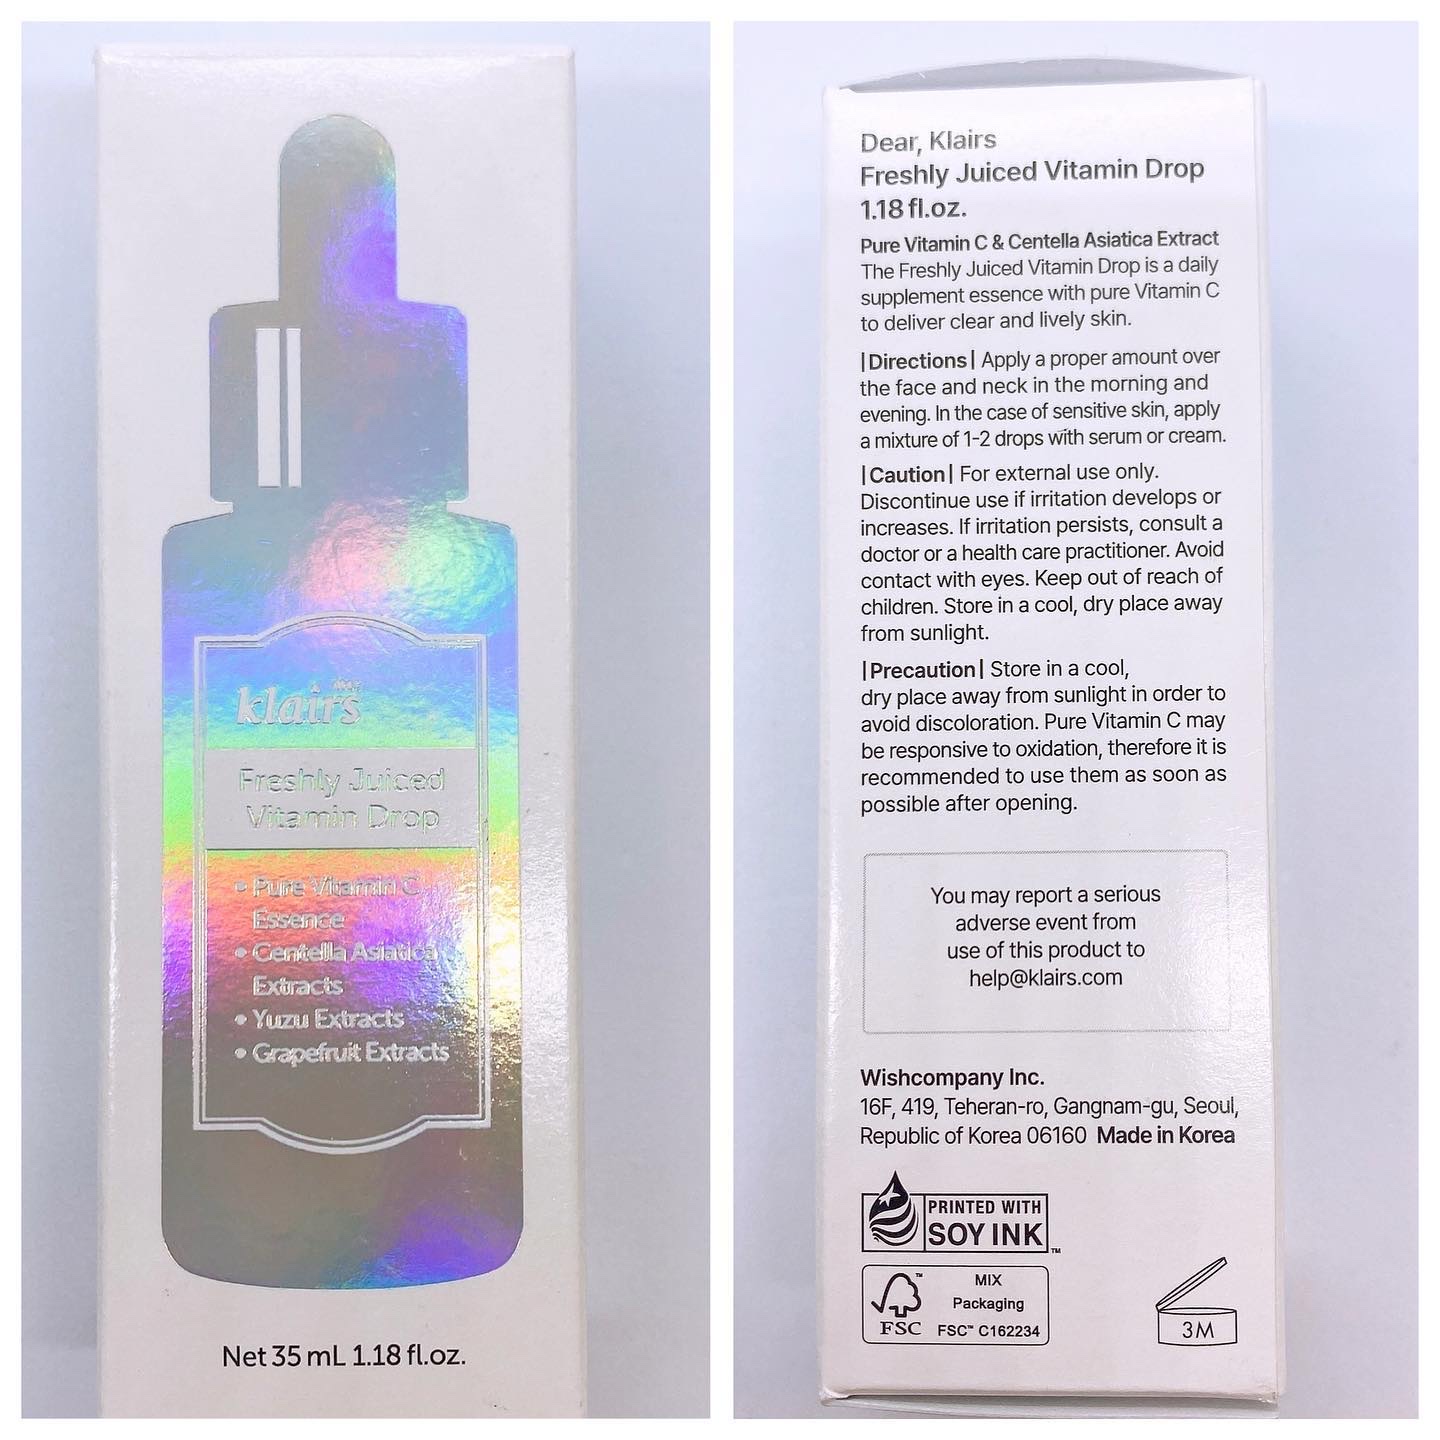 klairs
Freshly Juiced
Vitamin Drop
• Pure Vitamin C
Essence
• Centella Asiatica
Extracts
• Yuzu Extracts
• Grapefruit Extracts
Net 35 mL 1.18 fl.oz.
Dear, Klairs
Freshly Juiced Vitamin Drop
1.18 fl.oz.
Pure Vitamin C & Centella Asiatica Extract
The Freshly Juiced Vitamin Drop is a daily
supplement essence with pure Vitamin C
to deliver clear and lively skin.
|Directions| Apply a proper amount over
the face and neck in the morning and
evening. In the case of sensitive skin, apply
a mixture of 1-2 drops with serum or cream.
|Caution| For external use only.
Discontinue use if irritation develops or
increases. If irritation persists, consult a
doctor or a health care practitioner. Avoid
contact with eyes. Keep out of reach of
children. Store in a cool, dry place away
from sunlight.
|Precaution| Store in a cool,
dry place away from sunlight in order to
avoid discoloration. Pure Vitamin C may
be responsive to oxidation, therefore it is
recommended to use them as soon as
possible after opening.
You may report a serious
adverse event from
use of this product to
help@klairs.com
Wishcompany Inc.
16F, 419, Teheran-ro, Gangnam-gu, Seoul,
Republic of Korea 06160 Made in Korea
PRINTED WITH
SOY INK™
™
FSC
MIX
Packaging
FSC™ C162234
3M